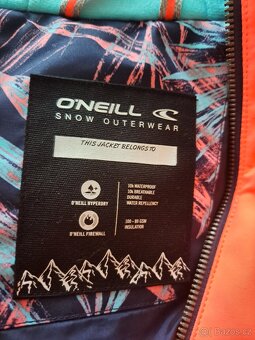 O'NEILL
SNOW OUTERWEAR
THIS JACKET BELONGS TO
10K WATERPROOF
10K BREATHABLE
DURABLE
WATER REPELLENCY
O'NEILL HYPERDRY
100 - 80 GSM
INSULATION
O'NEILL FIREWALL